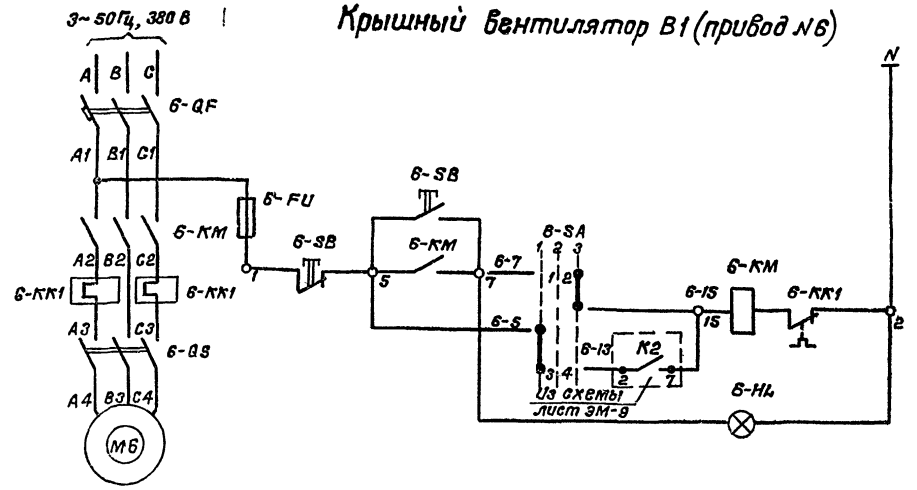 3~50Гц, 380 В
Крышный вентилятор В1 (привод №6)
N
A B C
6-QF
A1 B1 C1
6-FU
6-KM
6-SB
6-SB
6-KM
1 5 7
6-7
6-5
6-SA
1 2 3
1 2
3 4
6-13
K2
2 7
Из схемы
лист ЭМ-9
6-15
15
6-KM
6-KK1
2
6-HL
A2 B2 C2
6-KK1
6-KK1
A3 C3
6-QS
A4 B3 C4
M6